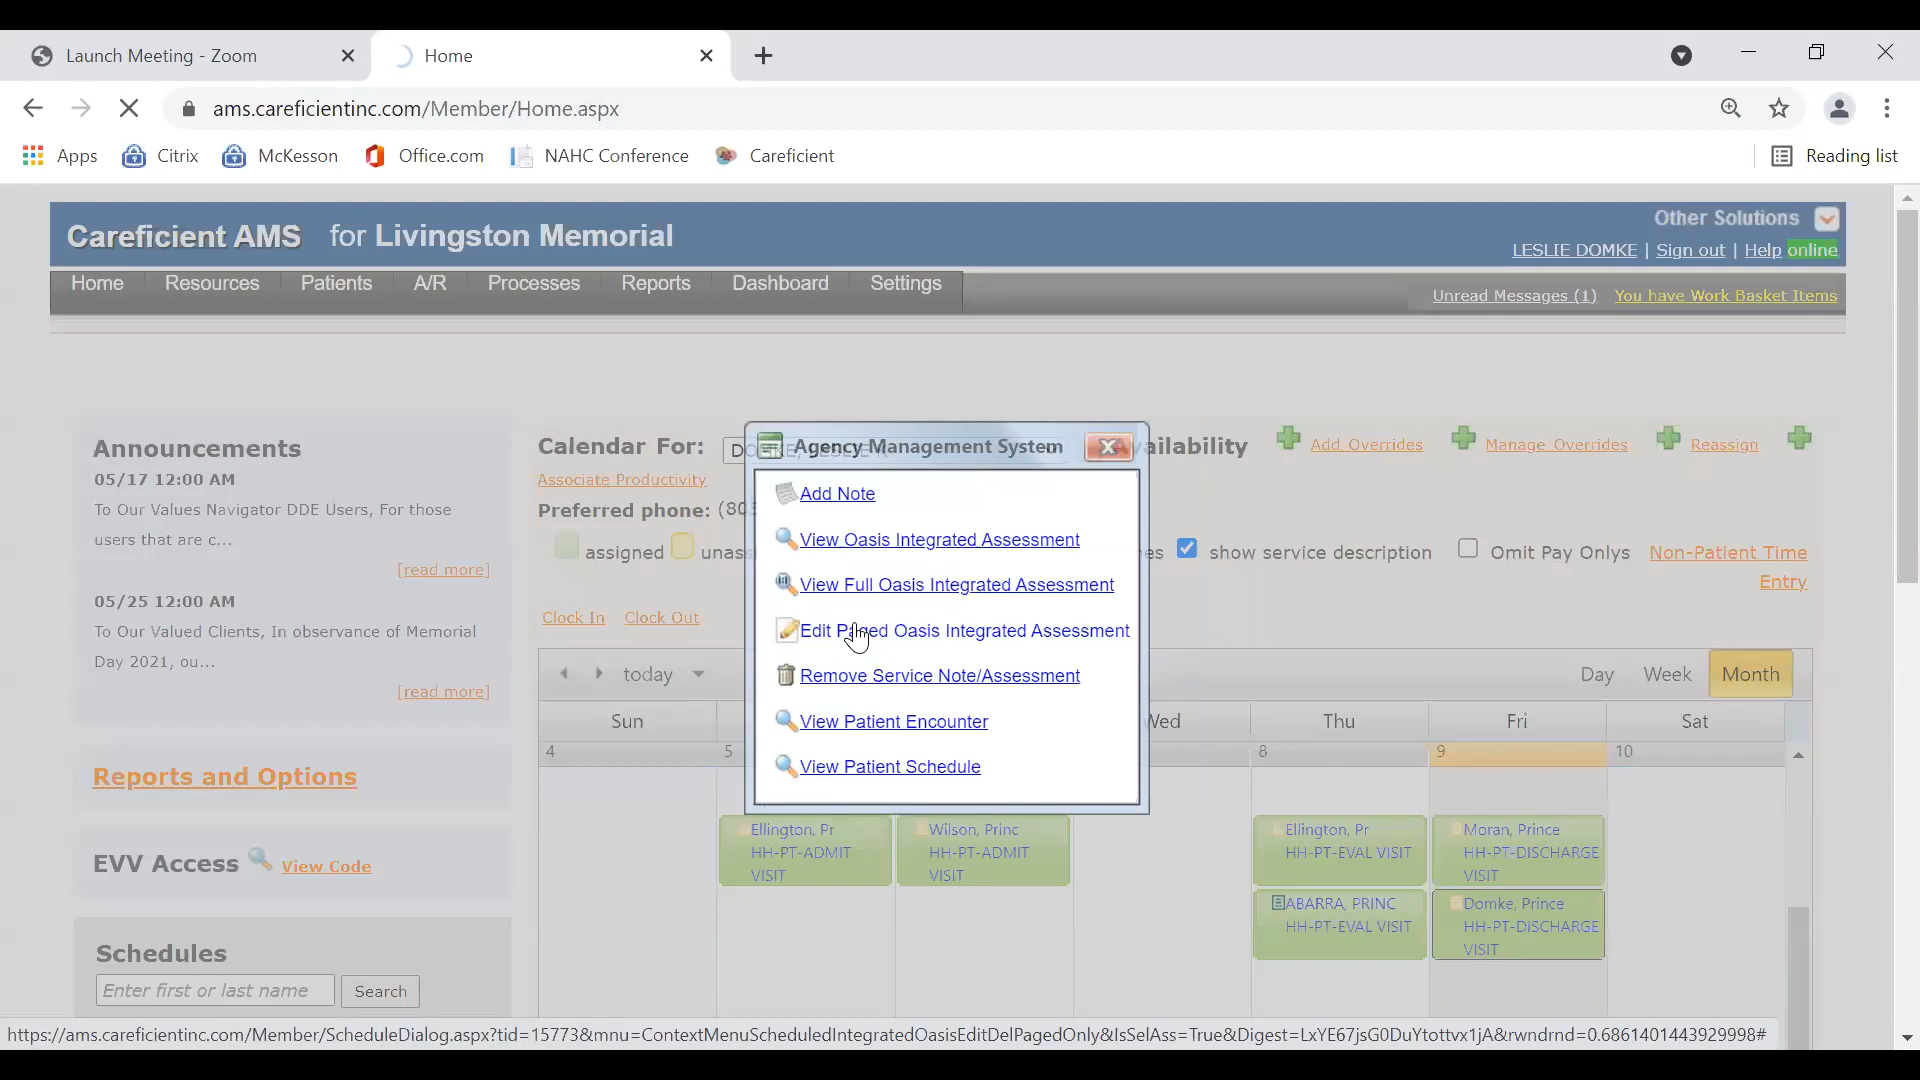 Launch Meeting - Zoom
Home
ams.careficientinc.com/Member/Home.aspx
Apps
Citrix
McKesson
Office.com
NAHC Conference
Careficient
Reading list
Careficient AMS for Livingston Memorial
Other Solutions
LESLIE DOMKE | Sign out | Help online
Home
Resources
Patients
A/R
Processes
Reports
Dashboard
Settings
Unread Messages (1)
You have Work Basket Items
Announcements
05/17 12:00 AM
To Our Values Navigator DDE Users, For those
users that are c...
[read more]
05/25 12:00 AM
To Our Valued Clients, In observance of Memorial
Day 2021, ou...
[read more]
Reports and Options
EVV Access
View Code
Schedules
Enter first or last name
Search
Calendar For:
Add Overrides
Manage Overrides
Reassign
Associate Productivity
Preferred phone:
assigned
show service description
Omit Pay Onlys
Non-Patient Time
Entry
Clock In
Clock Out
Agency Management System
Add Note
View Oasis Integrated Assessment
View Full Oasis Integrated Assessment
Edit Paged Oasis Integrated Assessment
Remove Service Note/Assessment
View Patient Encounter
View Patient Schedule
today
Day
Week
Month
Sun
Wed
Thu
Fri
Sat
4
5
8
9
10
Ellington, Pr
HH-PT-ADMIT
VISIT
Wilson, Princ
HH-PT-ADMIT
VISIT
Ellington, Pr
HH-PT-EVAL VISIT
ABARRA, PRINC
HH-PT-EVAL VISIT
Moran, Prince
HH-PT-DISCHARGE
VISIT
Domke, Prince
HH-PT-DISCHARGE
VISIT
https://ams.careficientinc.com/Member/ScheduleDialog.aspx?tid=15773&mnu=ContextMenuScheduledIntegratedOasisEditDelPagedOnly&IsSelAss=True&Digest=LxYE67jsG0DuYtottvx1jA&rwndrnd=0.6861401443929998#